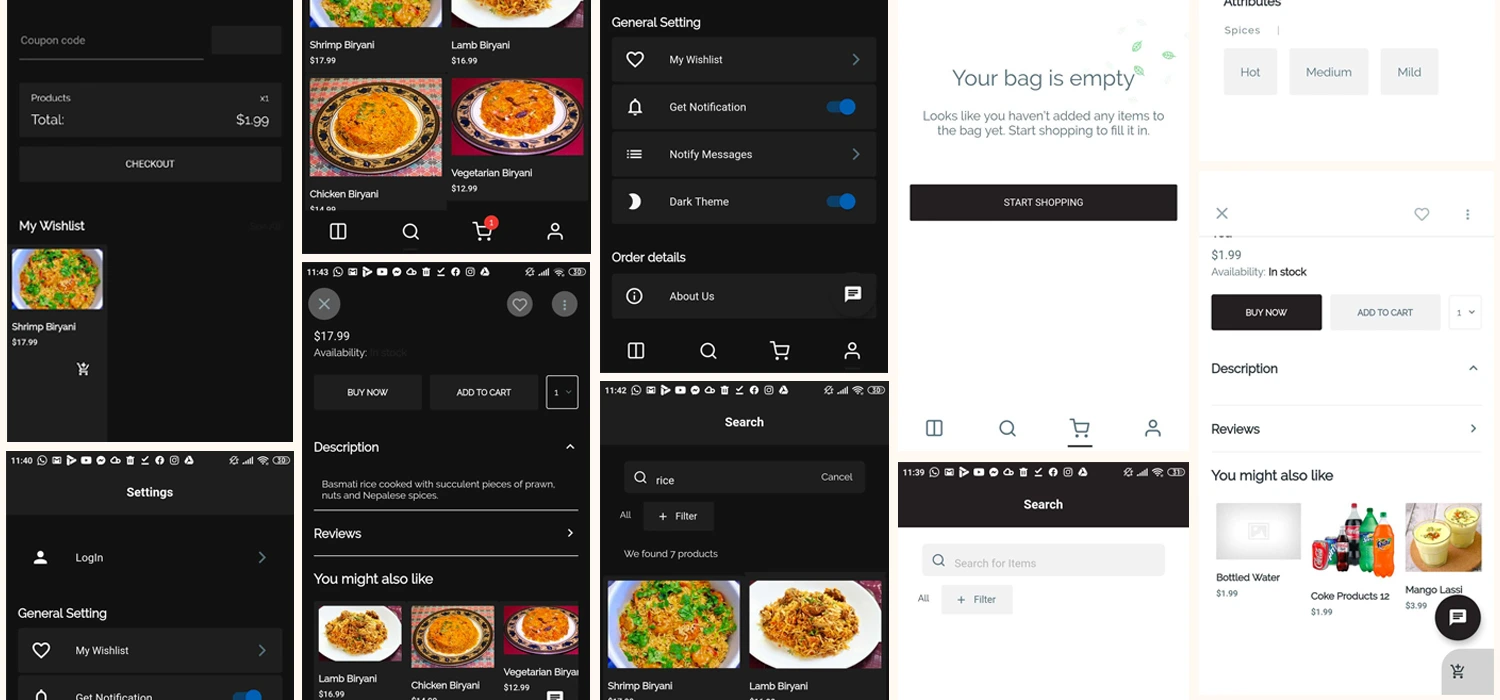 Coupon code
Products x1
Total: $1.99
CHECKOUT
My Wishlist
Shrimp Biryani
$17.99
11:40
Settings
LogIn
General Setting
My Wishlist
Get Notification
Shrimp Biryani
$17.99
Lamb Biryani
$16.99
Chicken Biryani
$14.99
Vegetarian Biryani
$12.99
1
11:43
30
$17.99
Availability: In stock
BUY NOW
ADD TO CART
1
Description
Basmati rice cooked with succulent pieces of prawn,
nuts and Nepalese spices.
Reviews
You might also like
Lamb Biryani
$16.99
Chicken Biryani
$14.99
Vegetarian Biryan
$12.99
General Setting
My Wishlist
Get Notification
Notify Messages
Dark Theme
Order details
About Us
11:42
30
Search
rice
Cancel
All
+ Filter
We found 7 products
Shrimp Biryani
$17.99
Lamb Biryani
$16.99
Your bag is empty
Looks like you haven't added any items to
the bag yet. Start shopping to fill it in.
START SHOPPING
11:39
31
Search
Search for Items
All
+ Filter
Attributes
Spices |
Hot
Medium
Mild
$1.99
Availability: In stock
BUY NOW
ADD TO CART
1
Description
Reviews
You might also like
Bottled Water
$1.99
Coke Products 12
$1.99
Mango Lassi
$3.99